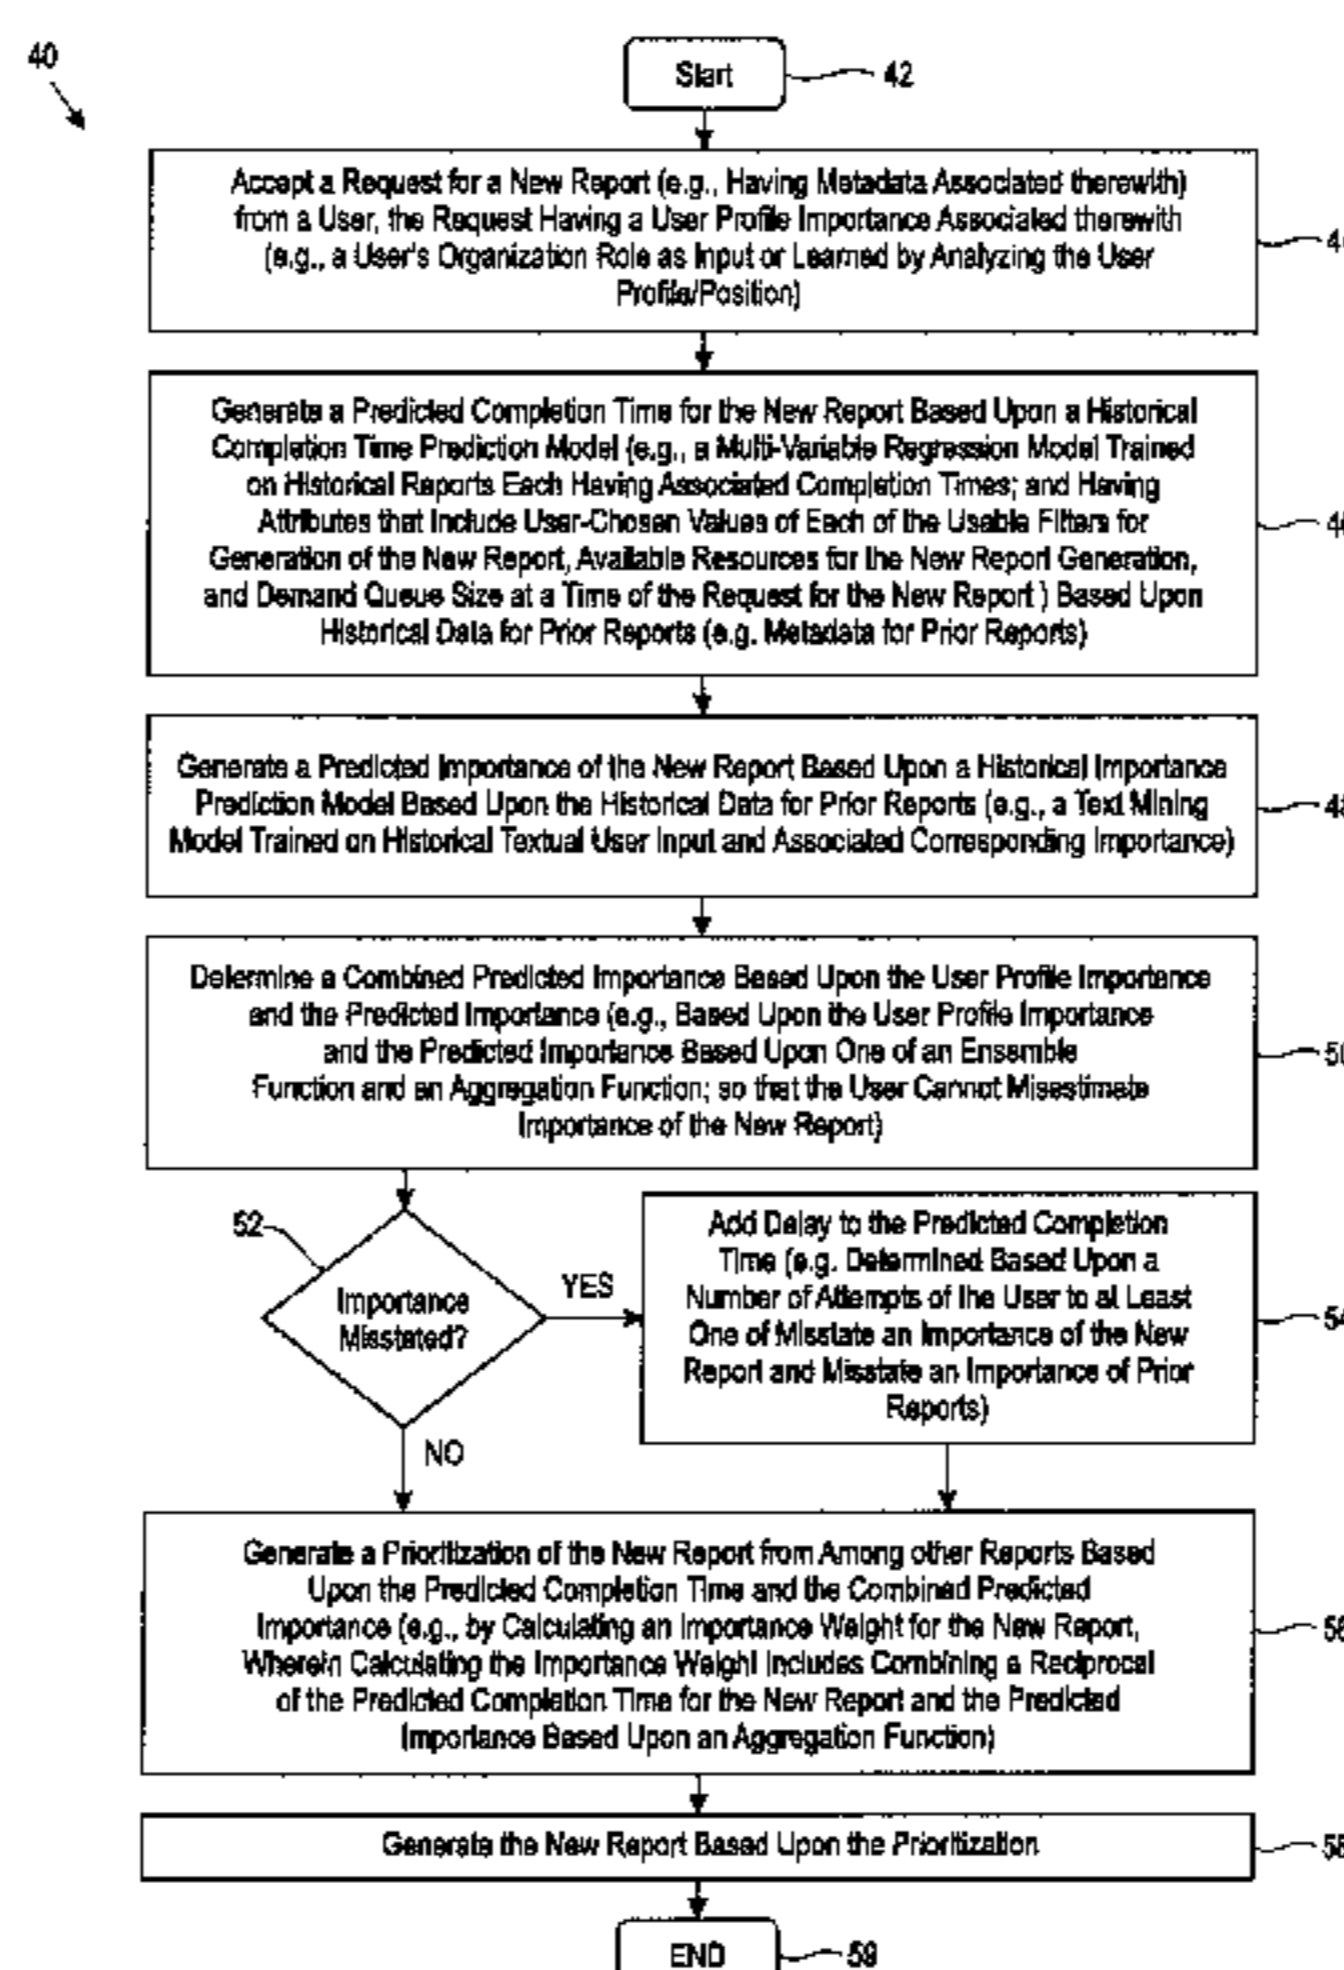 40
Start
42
Accept a Request for a New Report (e.g., Having Metadata Associated therewith)
from a User, the Request Having a User Profile Importance Associated therewith
(e.g., a User's Organization Role as Input or Learned by Analyzing the User
Profile/Position)
Generate a Predicted Completion Time for the New Report Based Upon a Historical
Completion Time Prediction Model (e.g., a Multi-Variable Regression Model Trained
on Historical Reports Each Having Associated Completion Times; and Having
Attributes that Include User-Chosen Values of Each of the Usable Filters for
Generation of the New Report, Available Resources for the New Report Generation,
and Demand Queue Size at a Time of the Request for the New Report ) Based Upon
Historical Data for Prior Reports (e.g. Metadata for Prior Reports)
Generate a Predicted Importance of the New Report Based Upon a Historical Importance
Prediction Model Based Upon the Historical Data for Prior Reports (e.g., a Text Mining
Model Trained on Historical Textual User Input and Associated Corresponding Importance)
Determine a Combined Predicted Importance Based Upon the User Profile Importance
and the Predicted Importance (e.g., Based Upon the User Profile Importance
and the Predicted Importance Based Upon One of an Ensemble
Function and an Aggregation Function; so that the User Cannot Misestimate
Importance of the New Report)
52
Importance
Misstated?
YES
NO
Add Delay to the Predicted Completion
Time (e.g. Determined Based Upon a
Number of Attempts of the User to at Least
One of Misstate an Importance of the New
Report and Misstate an Importance of Prior
Reports)
Generate a Prioritization of the New Report from Among other Reports Based
Upon the Predicted Completion Time and the Combined Predicted
Importance (e.g., by Calculating an Importance Weight for the New Report,
Wherein Calculating the Importance Weight Includes Combining a Reciprocal
of the Predicted Completion Time for the New Report and the Predicted
Importance Based Upon an Aggregation Function)
Generate the New Report Based Upon the Prioritization
END
59